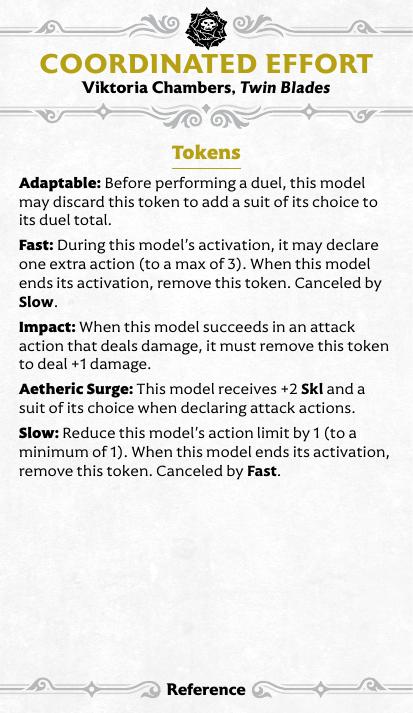 COORDINATED EFFORT
Viktoria Chambers, Twin Blades
Tokens
Adaptable: Before performing a duel, this model
may discard this token to add a suit of its choice to
its duel total.
Fast: During this model’s activation, it may declare
one extra action (to a max of 3). When this model
ends its activation, remove this token. Canceled by
Slow.
Impact: When this model succeeds in an attack
action that deals damage, it must remove this token
to deal +1 damage.
Aetheric Surge: This model receives +2 Skl and a
suit of its choice when declaring attack actions.
Slow: Reduce this model’s action limit by 1 (to a
minimum of 1). When this model ends its activation,
remove this token. Canceled by Fast.
Reference